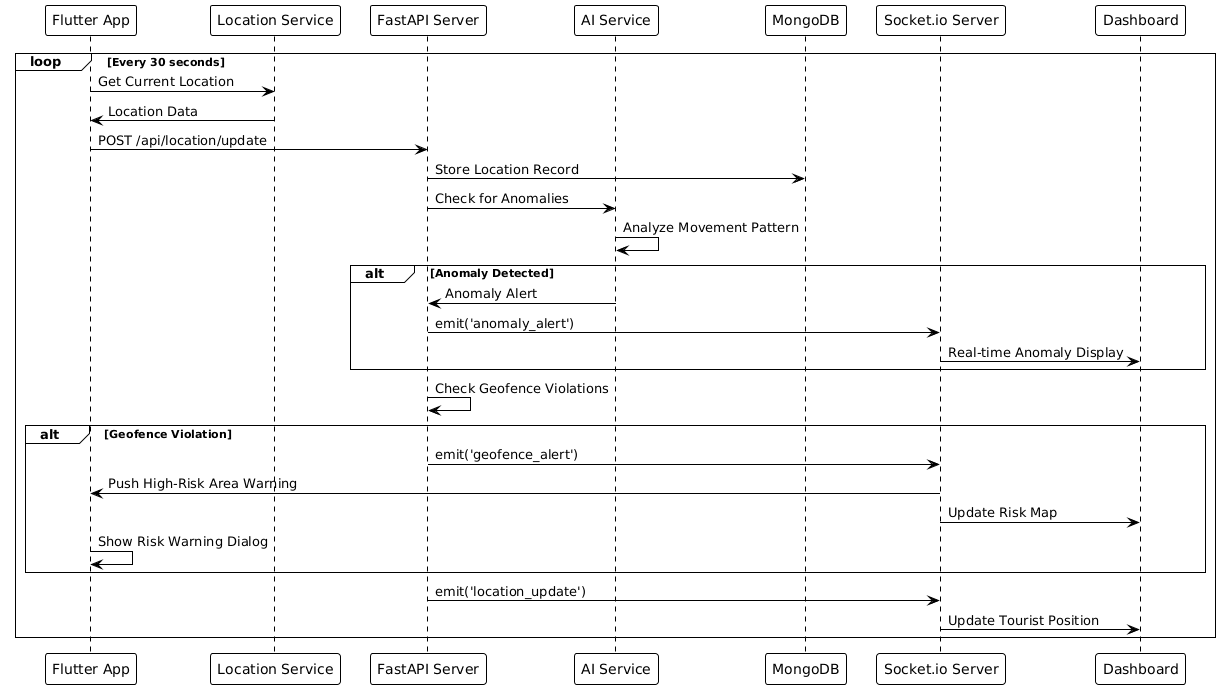 Flutter App
Location Service
FastAPI Server
AI Service
MongoDB
Socket.io Server
Dashboard
loop
[Every 30 seconds]
Get Current Location
Location Data
POST /api/location/update
Store Location Record
Check for Anomalies
Analyze Movement Pattern
alt
[Anomaly Detected]
Anomaly Alert
emit('anomaly_alert')
Real-time Anomaly Display
Check Geofence Violations
alt
[Geofence Violation]
emit('geofence_alert')
Push High-Risk Area Warning
Update Risk Map
Show Risk Warning Dialog
emit('location_update')
Update Tourist Position
Flutter App
Location Service
FastAPI Server
AI Service
MongoDB
Socket.io Server
Dashboard